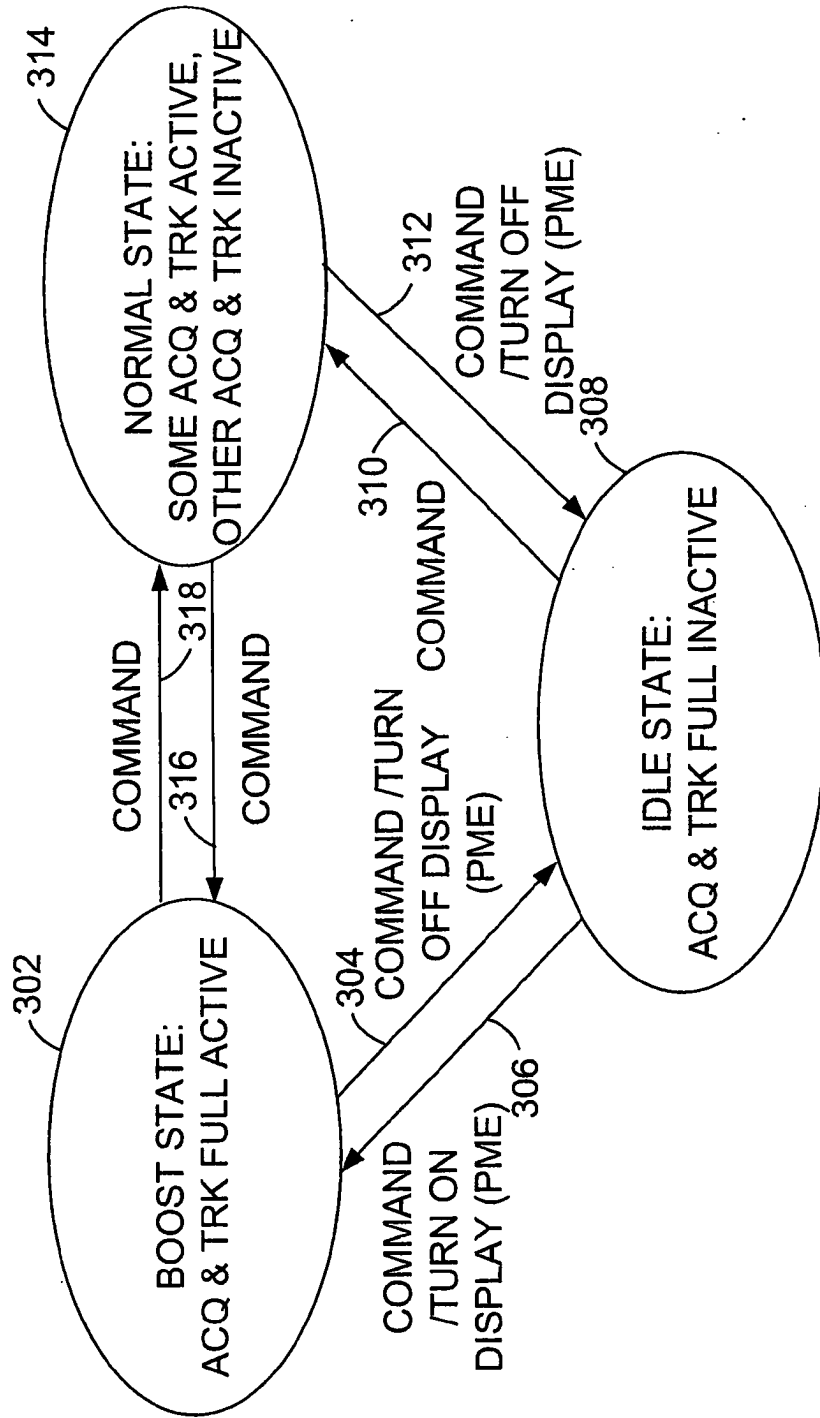 302
BOOST STATE:
ACQ & TRK FULL ACTIVE
COMMAND
318
316
COMMAND
314
NORMAL STATE:
SOME ACQ & TRK ACTIVE,
OTHER ACQ & TRK INACTIVE
304
COMMAND /TURN
OFF DISPLAY
(PME)
306
COMMAND
/TURN ON
DISPLAY (PME)
310
COMMAND
312
COMMAND
/TURN OFF
DISPLAY (PME)
308
IDLE STATE:
ACQ & TRK FULL INACTIVE